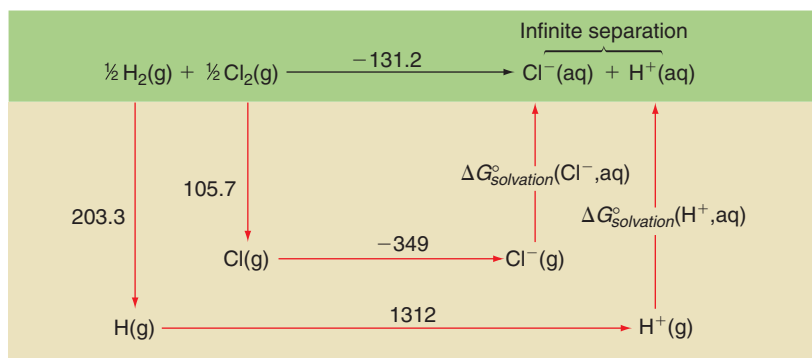 Infinite separation
½ H₂(g) + ½ Cl₂(g) −131.2 Cl⁻(aq) + H⁺(aq)
ΔG°solvation(Cl⁻,aq)
105.7
203.3
ΔG°solvation(H⁺,aq)
Cl(g) −349 Cl⁻(g)
H(g) 1312 H⁺(g)